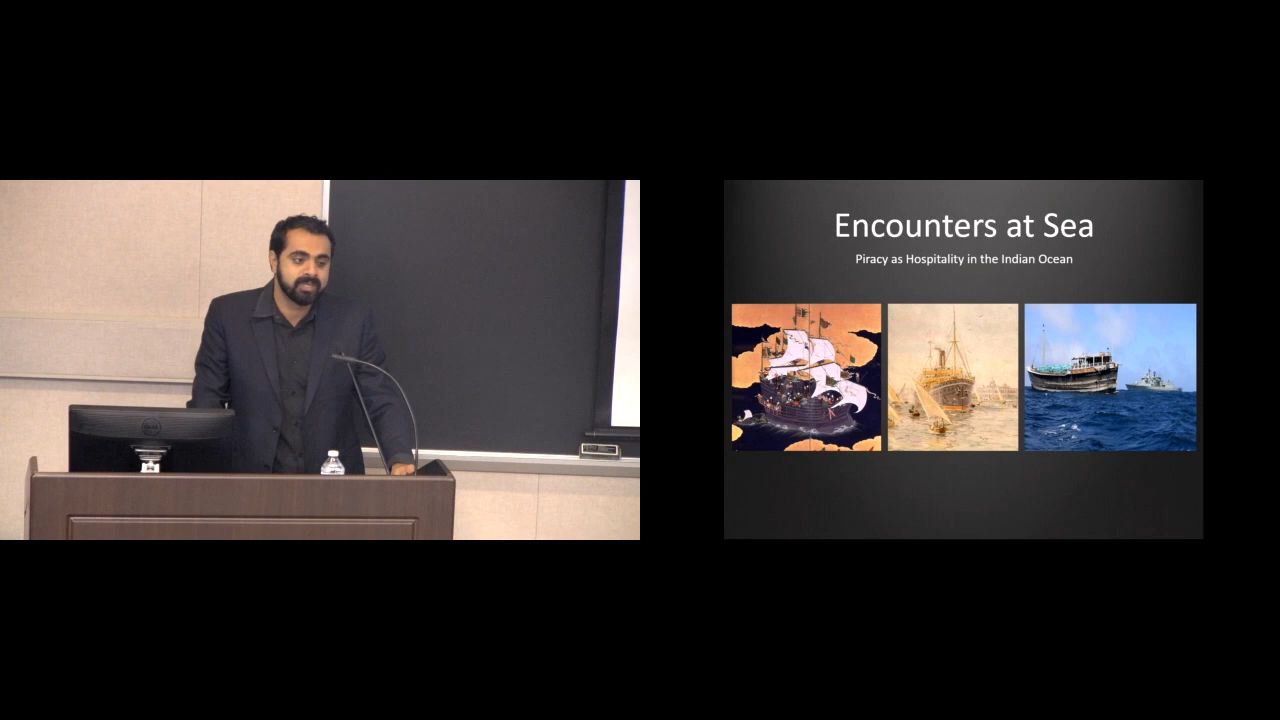 Encounters at Sea
Piracy as Hospitality in the Indian Ocean